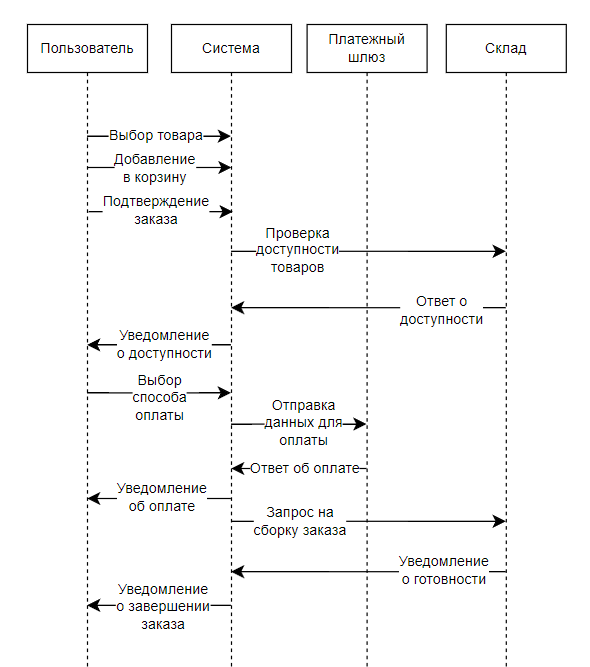 Пользователь
Система
Платежный
шлюз
Склад
Выбор товара
Добавление
в корзину
Подтверждение
заказа
Проверка
доступности
товаров
Ответ о
доступности
Уведомление
о доступности
Выбор
способа
оплаты
Отправка
данных для
оплаты
Ответ об оплате
Уведомление
об оплате
Запрос на
сборку заказа
Уведомление
о готовности
Уведомление
о завершении
заказа